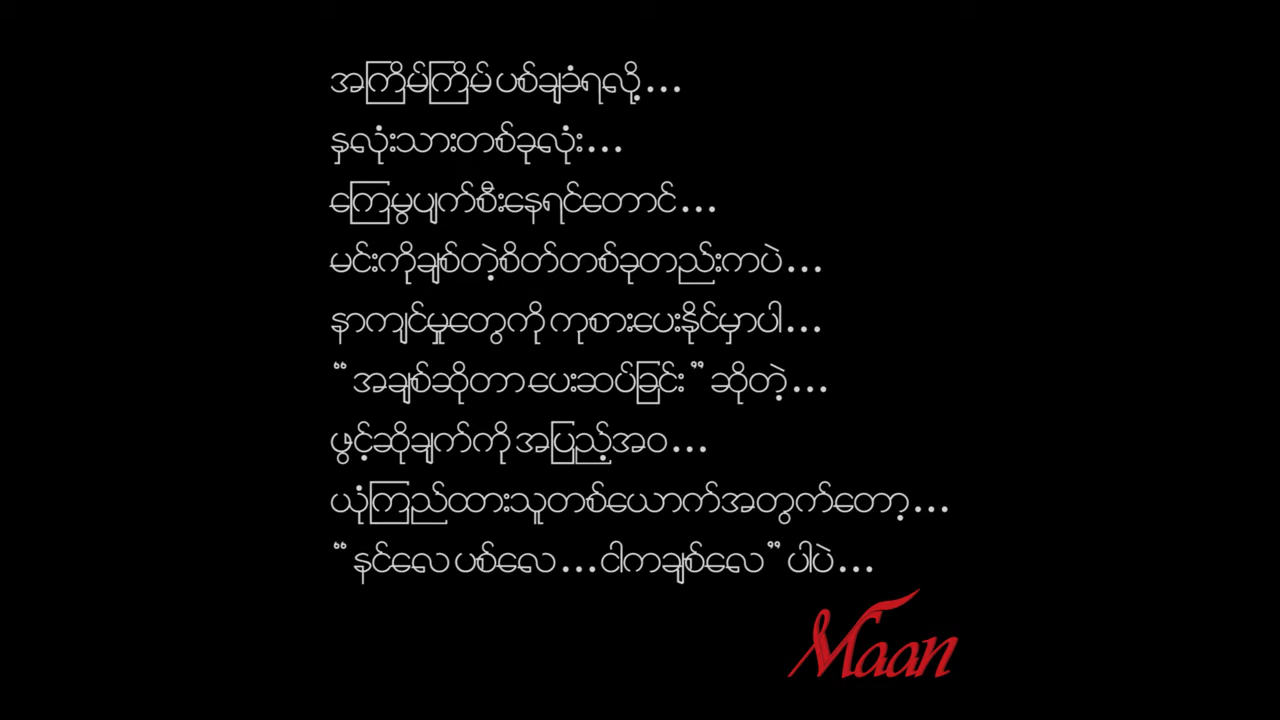 အကြိမ်ကြိမ် ပစ်ချခံရလို့...
နှလုံးသားတစ်ခုလုံး...
ကြေမွပျက်စီးနေရင်တောင်...
မင်းကိုချစ်တဲ့စိတ်တစ်ခုတည်းကပဲ...
နာကျင်မှုတွေကို ကုစားပေးနိုင်မှာပါ...
“အချစ်ဆိုတာ ပေးဆပ်ခြင်း” ဆိုတဲ့...
ဖွင့်ဆိုချက်ကို အပြည့်အဝ...
ယုံကြည်ထားသူတစ်ယောက်အတွက်တော့...
“နင်လေ ပစ်လေ...ငါကချစ်လေ” ပါပဲ...
Maan